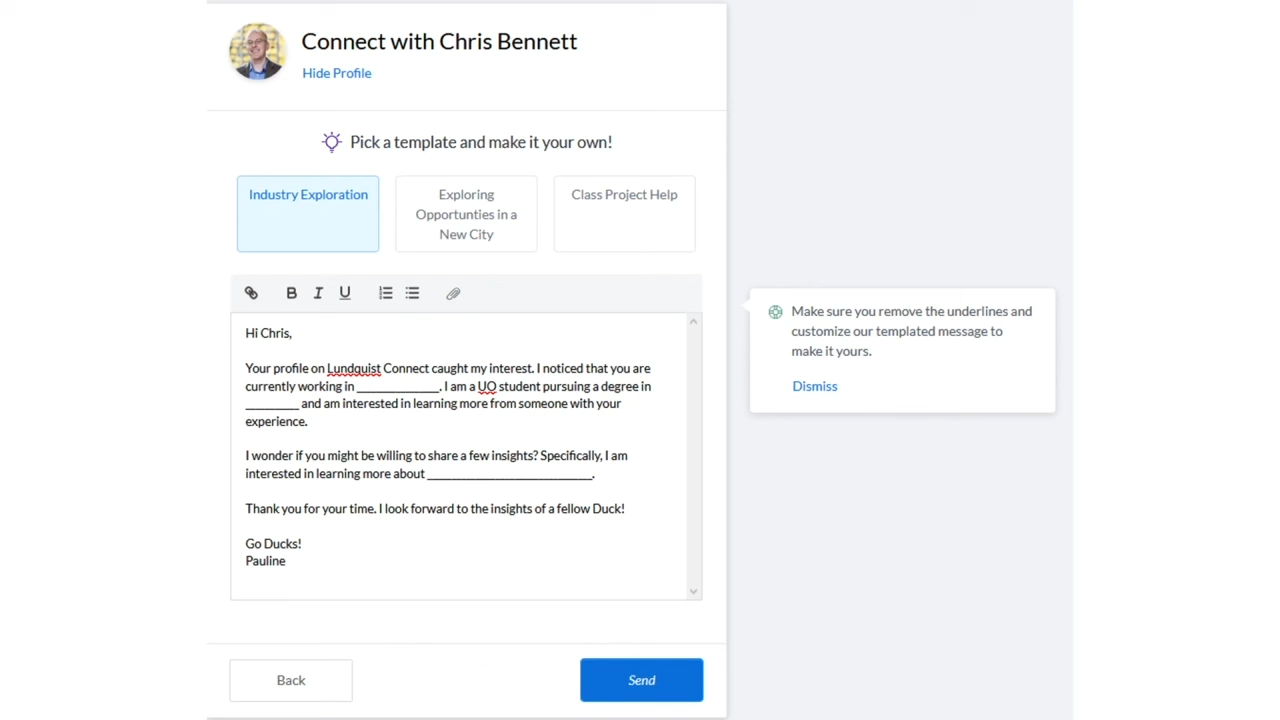 Connect with Chris Bennett
Hide Profile
Pick a template and make it your own!
Industry Exploration
Exploring
Opportunties in a
New City
Class Project Help
B I U
Hi Chris,
Your profile on Lundquist Connect caught my interest. I noticed that you are
currently working in _______________. I am a UO student pursuing a degree in
__________ and am interested in learning more from someone with your
experience.
I wonder if you might be willing to share a few insights? Specifically, I am
interested in learning more about ______________________________.
Thank you for your time. I look forward to the insights of a fellow Duck!
Go Ducks!
Pauline
Make sure you remove the underlines and
customize our templated message to
make it yours.
Dismiss
Back
Send